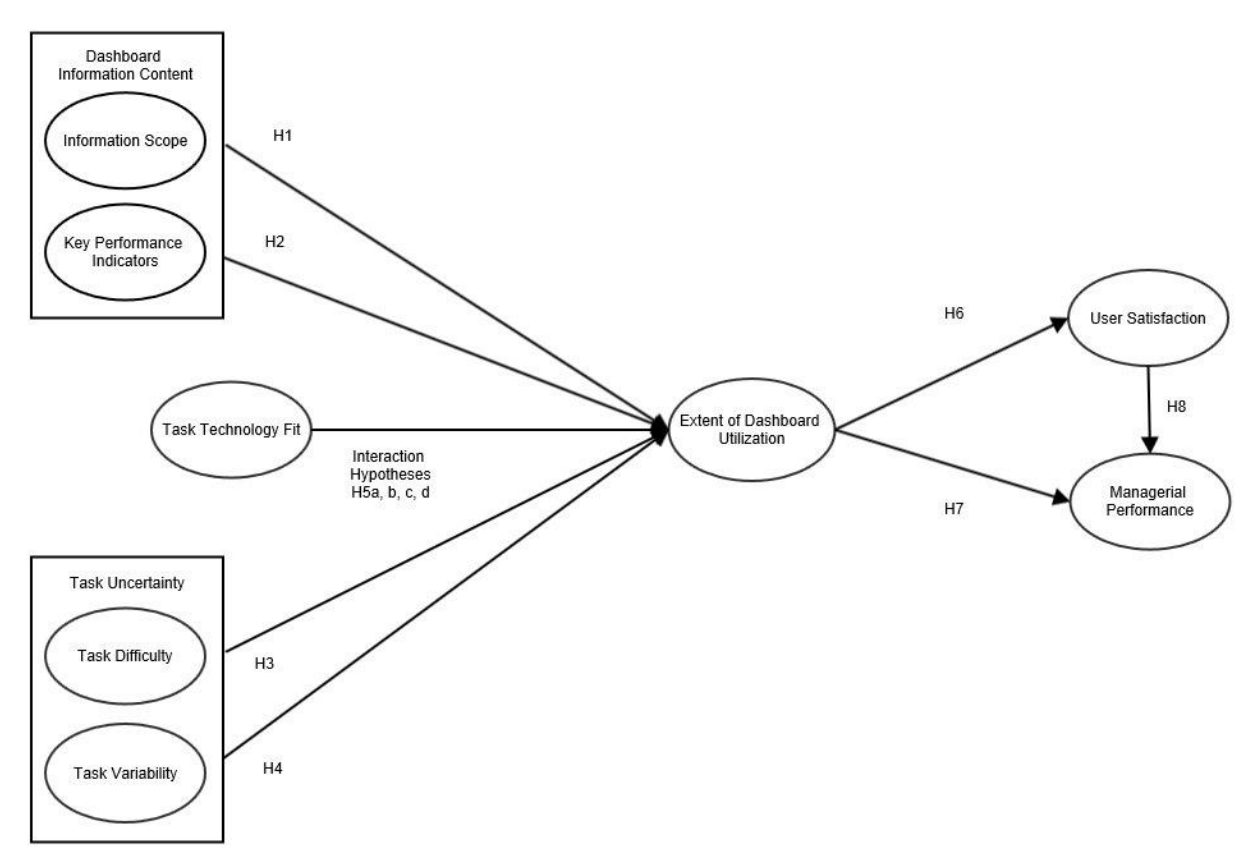 Dashboard
Information Content
Information Scope
Key Performance
Indicators
H1
H2
Task Technology Fit
Interaction
Hypotheses
H5a, b, c, d
Task Uncertainty
Task Difficulty
Task Variability
H3
H4
Extent of Dashboard
Utilization
H6
H7
User Satisfaction
H8
Managerial
Performance